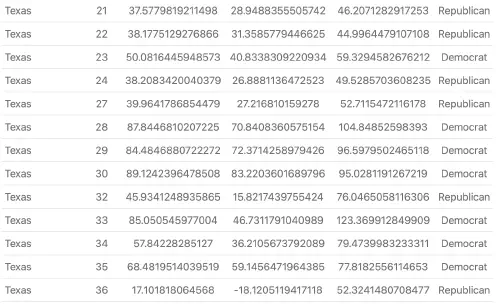 Texas 21 37.5779819211498 28.9488355505742 46.2071282917253 Republican
Texas 22 38.1775129276866 31.3585779446625 44.9964479107108 Republican
Texas 23 50.0816445948573 40.8338309220934 59.3294582676212 Democrat
Texas 24 38.2083420040379 26.8881136472523 49.5285703608235 Republican
Texas 27 39.9641786854479 27.216810159278 52.7115472116178 Republican
Texas 28 87.8446810207225 70.8408360575154 104.84852598393 Democrat
Texas 29 84.4846880722272 72.3714258979426 96.5979502465118 Democrat
Texas 30 89.1242396478508 83.2203601689796 95.0281191267219 Democrat
Texas 32 45.9341248935865 15.8217439755424 76.0465058116306 Republican
Texas 33 85.050545977004 46.7311791040989 123.369912849909 Democrat
Texas 34 57.84228285127 36.2105673792089 79.4739983233311 Democrat
Texas 35 68.4819514039519 59.1456471964385 77.8182556114653 Democrat
Texas 36 17.101818064568 -18.1205119417118 52.3241480708477 Republican